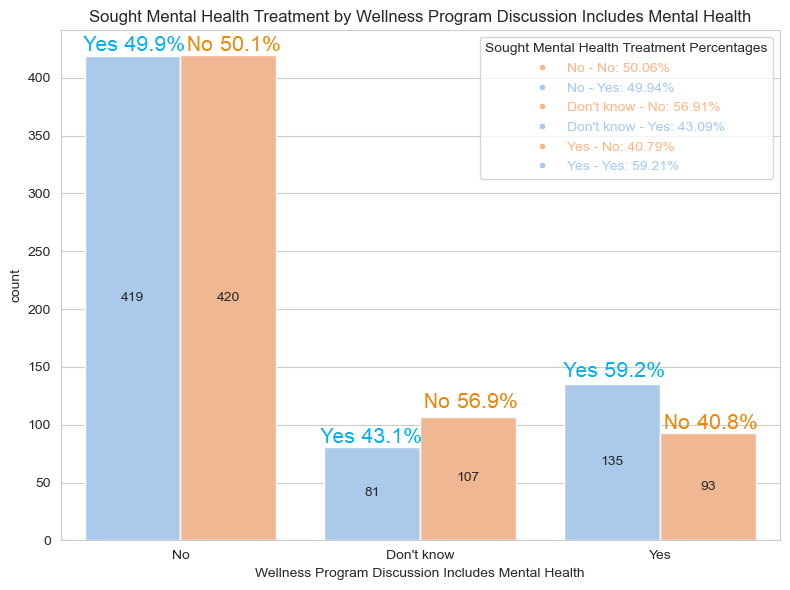 Sought Mental Health Treatment by Wellness Program Discussion Includes Mental Health
Yes 49.9% No 50.1%
Sought Mental Health Treatment Percentages
No - No: 50.06%
No - Yes: 49.94%
Don't know - No: 56.91%
Don't know - Yes: 43.09%
Yes - No: 40.79%
Yes - Yes: 59.21%
400
350
300
250
200
150
100
50
0
count
419
420
Yes 43.1%
No 56.9%
81
107
Yes 59.2%
No 40.8%
135
93
No
Don't know
Yes
Wellness Program Discussion Includes Mental Health